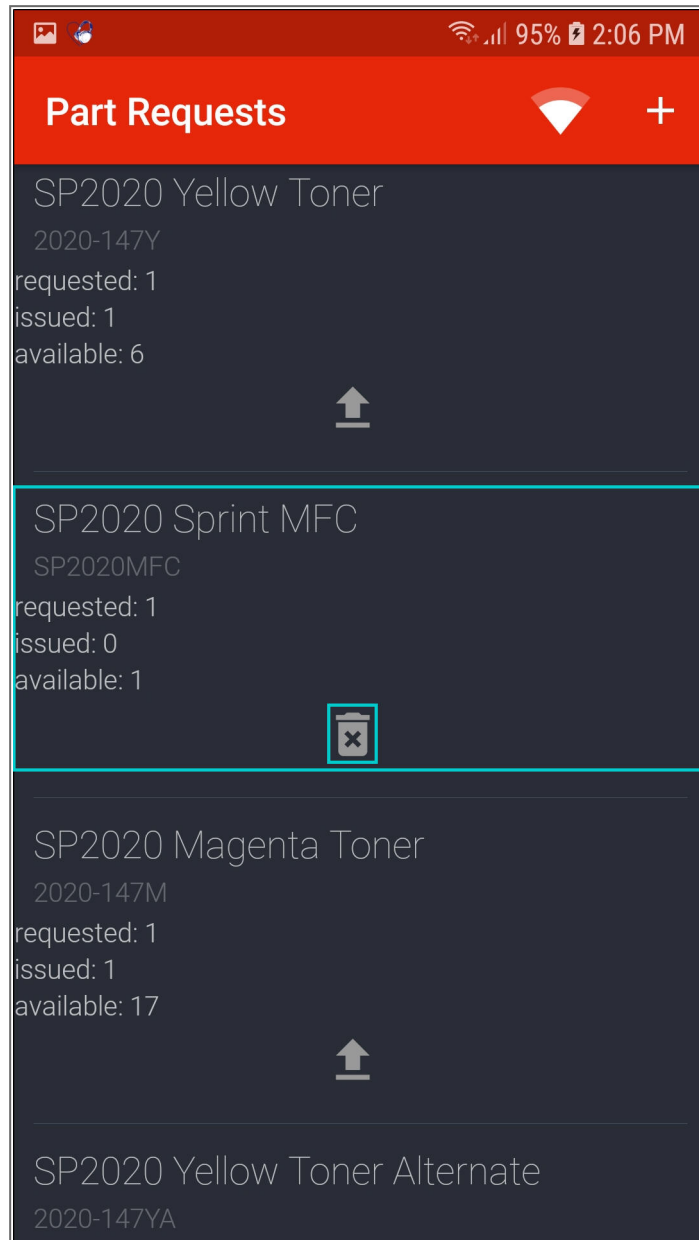 95% 2:06 PM
Part Requests
SP2020 Yellow Toner
2020-147Y
requested: 1
issued: 1
available: 6
SP2020 Sprint MFC
SP2020MFC
requested: 1
issued: 0
available: 1
SP2020 Magenta Toner
2020-147M
requested: 1
issued: 1
available: 17
SP2020 Yellow Toner Alternate
2020-147YA